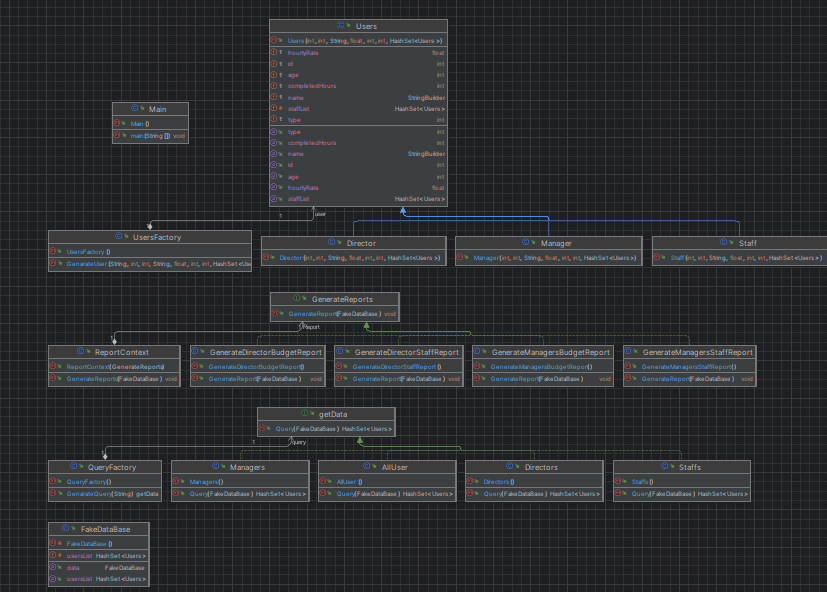 Users
Users (int, int, String, float, int, int, HashSet<Users>)
hourlyRate float
id int
age int
completedHours int
name StringBuilder
staffList HashSet<Users>
type int
type int
completedHours int
name StringBuilder
id int
age int
hourlyRate float
staffList HashSet<Users>
Main
Main ()
main (String []) void
1
user
1
UsersFactory
UsersFactory ()
GenarateUser (String, int, int, String, float, int, int, HashSet<Use
Director
Director (int, int, String, float, int, int, HashSet<Users>)
Manager
Manager (int, int, String, float, int, int, HashSet<Users>)
Staff
Staff (int, int, String, float, int, int, HashSet<Users>)
GenerateReports
GenerateReport (FakeDataBase) void
1
Report
1
ReportContext
ReportContext (GenerateReports)
GenerateReports (FakeDataBase) void
GenerateDirectorBudgetReport
GenerateDirectorBudgetReport ()
GenerateReport (FakeDataBase) void
GenerateDirectorStaffReport
GenerateDirectorStaffReport ()
GenerateReport (FakeDataBase) void
GenerateManagersBudgetReport
GenerateManagersBudgetReport ()
GenerateReport (FakeDataBase) void
GenerateManagersStaffReport
GenerateManagersStaffReport ()
GenerateReport (FakeDataBase) void
getData
Query (FakeDataBase) HashSet<Users>
1
query
1
QueryFactory
QueryFactory ()
GenarateQuery (String) getData
Managers
Managers ()
Query (FakeDataBase) HashSet<Users>
AllUser
AllUser ()
Query (FakeDataBase) HashSet<Users>
Directors
Directors ()
Query (FakeDataBase) HashSet<Users>
Staffs
Staffs ()
Query (FakeDataBase) HashSet<Users>
FakeDataBase
FakeDataBase ()
usersList HashSet<Users>
data FakeDataBase
usersList HashSet<Users>